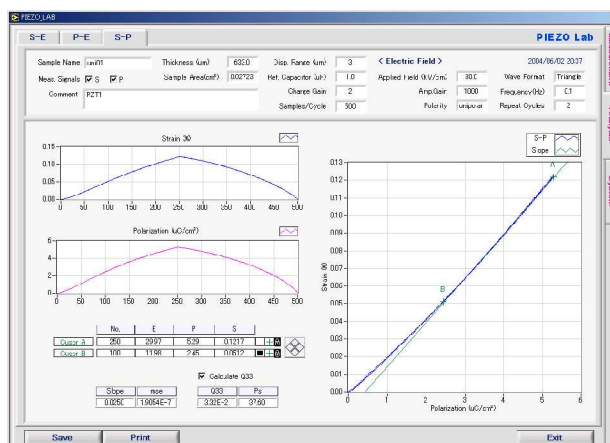 PIEZO_LAB
S-E P-E S-P PIEZO Lab
Sample Name uni01 Thickness (um) 633.0 Disp. Range (um) 3 < Electric Field > 2004/06/02 20:37
Meas. Signals S P Sample Area(cm²) 0.02723 Ref. Capacitor (uF) 1.0 Applied Field (kV/cm) 30.0 Wave Format Triangle
Comment PZT1 Charge Gain 2 Amp.Gain 1000 Frequency(Hz) 0.1
Samples/Cycle 500 Polarity unipolar Repeat Cycles 2
Strain (%)
0.15
0.10
0.05
0.00
0 50 100 150 200 250 300 350 400 450 500
Polarization (uC/cm²)
6
4
2
0
0 50 100 150 200 250 300 350 400 450 500
No. E P S
Cursor A 250 29.97 5.29 0.1217
Cursor B 100 11.98 2.45 0.0512
Calculate Q33
Slope mse Q33 Ps
0.0250 1.9054E-7 3.32E-2 37.60
S-P
Slope
Strain (%)
0.13
0.12
0.11
0.10
0.09
0.08
0.07
0.06
0.05
0.04
0.03
0.02
0.01
0.00
A
B
0 1 2 3 4 5 6
Polarization (uC/cm²)
Save Print Exit